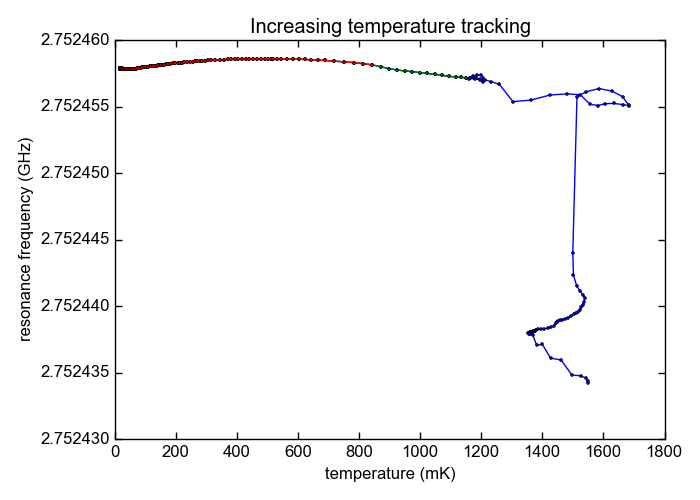 Increasing temperature tracking
2.752460
2.752455
2.752450
2.752445
2.752440
2.752435
2.752430
resonance frequency (GHz)
0 200 400 600 800 1000 1200 1400 1600 1800
temperature (mK)